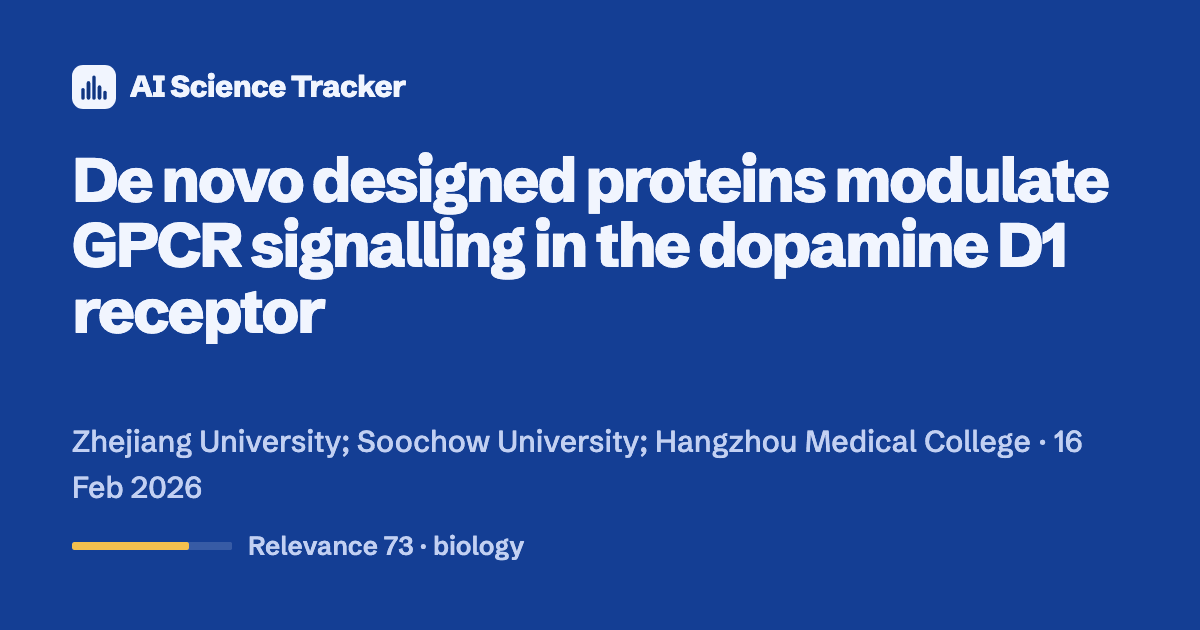 AI Science Tracker
De novo designed proteins modulate
GPCR signalling in the dopamine D1
receptor
Zhejiang University; Soochow University; Hangzhou Medical College · 16
Feb 2026
Relevance 73 · biology